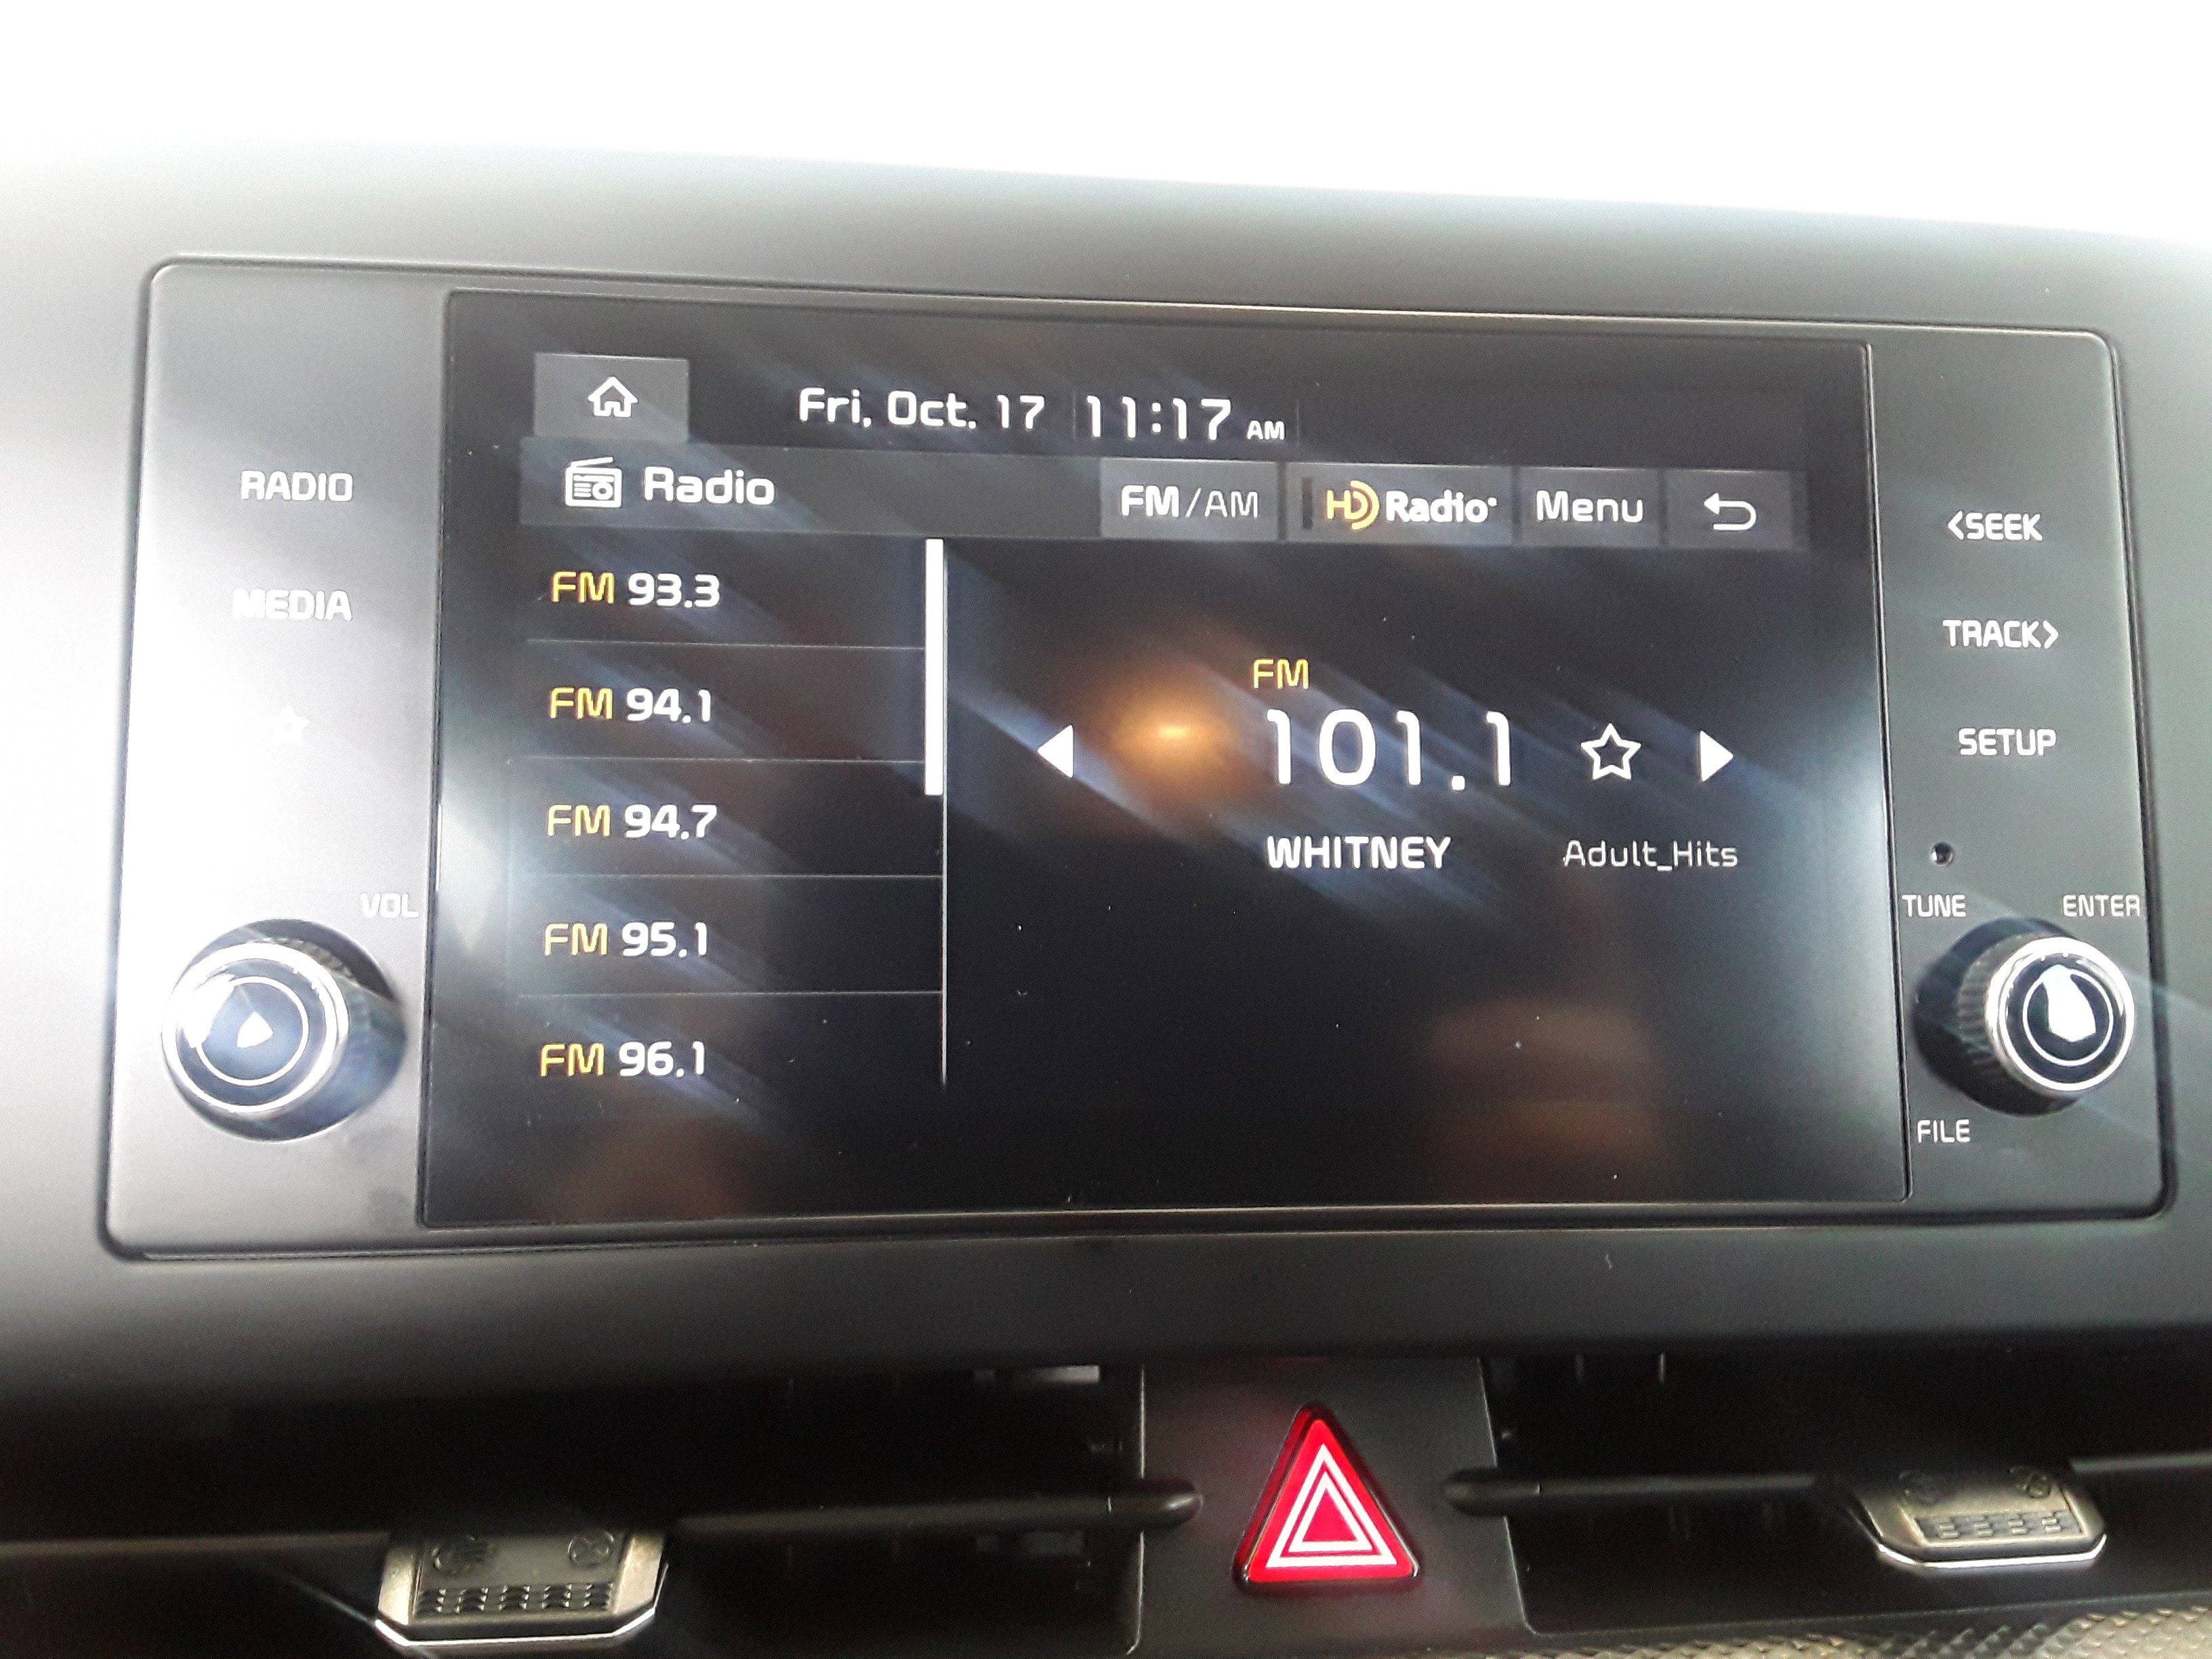 Fri, Oct. 17 11:17 AM
Radio FM/AM HD Radio Menu
RADIO
MEDIA
VOL
FM 93.3
FM 94.1
FM 94.7
FM 95.1
FM 96.1
FM
101.1
WHITNEY Adult_Hits
<SEEK
TRACK>
SETUP
TUNE ENTER
FILE